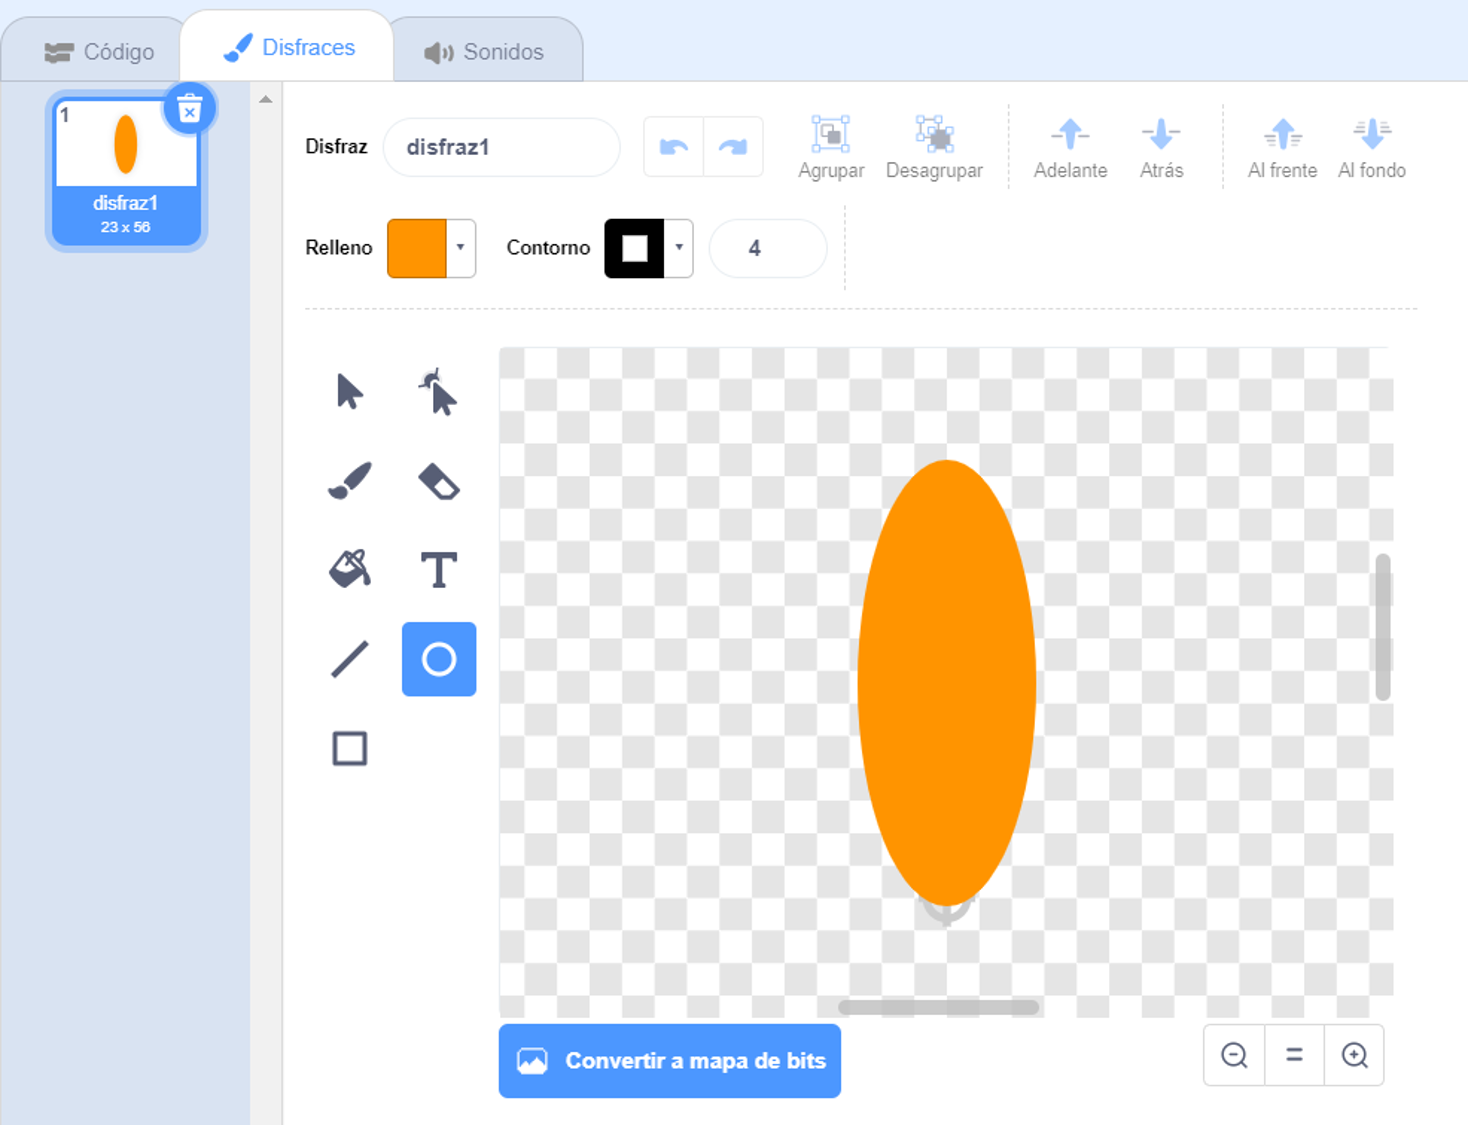 Código
Disfraces
Sonidos
1
disfraz1
23 x 56
Disfraz
disfraz1
Agrupar
Desagrupar
Adelante
Atrás
Al frente
Al fondo
Relleno
Contorno
4
T
Convertir a mapa de bits